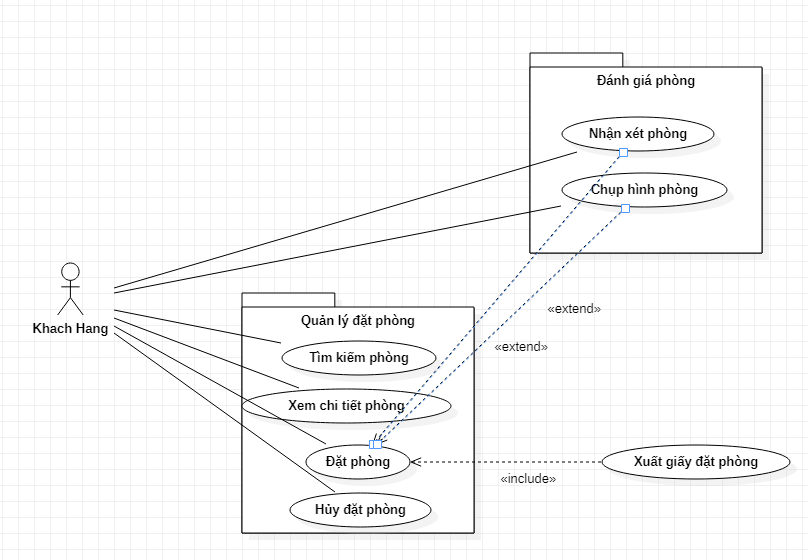 Đánh giá phòng
Nhận xét phòng
Chụp hình phòng
Khach Hang
«extend»
Quản lý đặt phòng
«extend»
Tìm kiếm phòng
Xem chi tiết phòng
Đặt phòng
Xuất giấy đặt phòng
«include»
Hủy đặt phòng